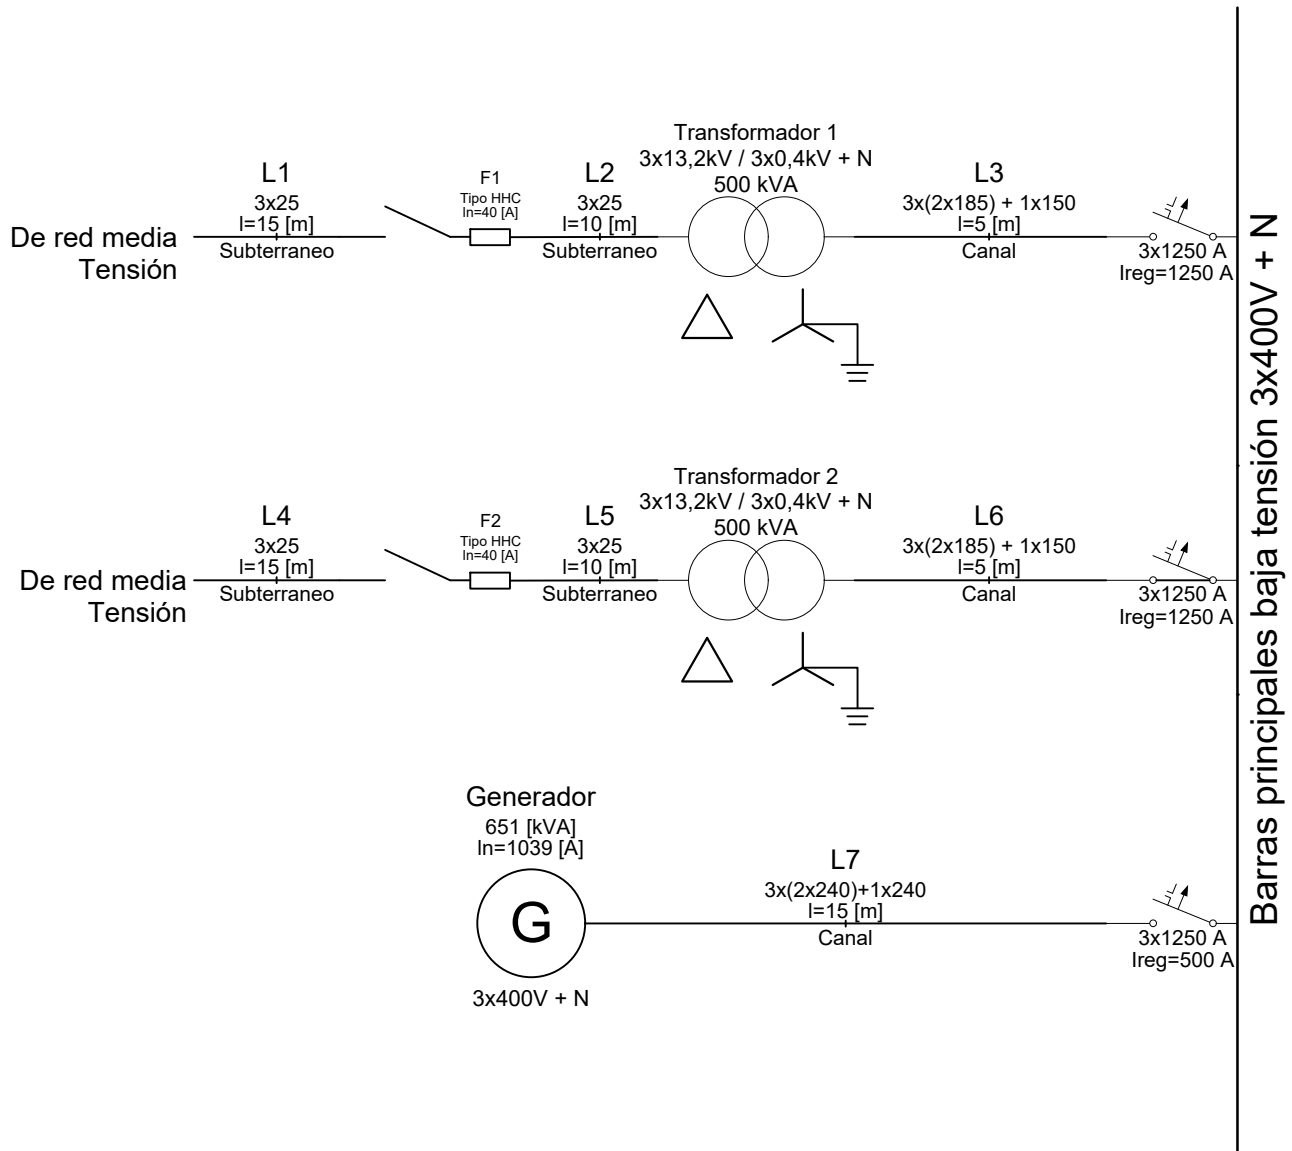 De red media
Tensión
L1
3x25
l=15 [m]
Subterraneo
F1
Tipo HHC
In=40 [A]
L2
3x25
l=10 [m]
Subterraneo
Transformador 1
3x13,2kV / 3x0,4kV + N
500 kVA
L3
3x(2x185) + 1x150
l=5 [m]
Canal
3x1250 A
Ireg=1250 A
De red media
Tensión
L4
3x25
l=15 [m]
Subterraneo
F2
Tipo HHC
In=40 [A]
L5
3x25
l=10 [m]
Subterraneo
Transformador 2
3x13,2kV / 3x0,4kV + N
500 kVA
L6
3x(2x185) + 1x150
l=5 [m]
Canal
3x1250 A
Ireg=1250 A
Generador
651 [kVA]
In=1039 [A]
G
3x400V + N
L7
3x(2x240)+1x240
l=15 [m]
Canal
3x1250 A
Ireg=500 A
Barras principales baja tensión 3x400V + N